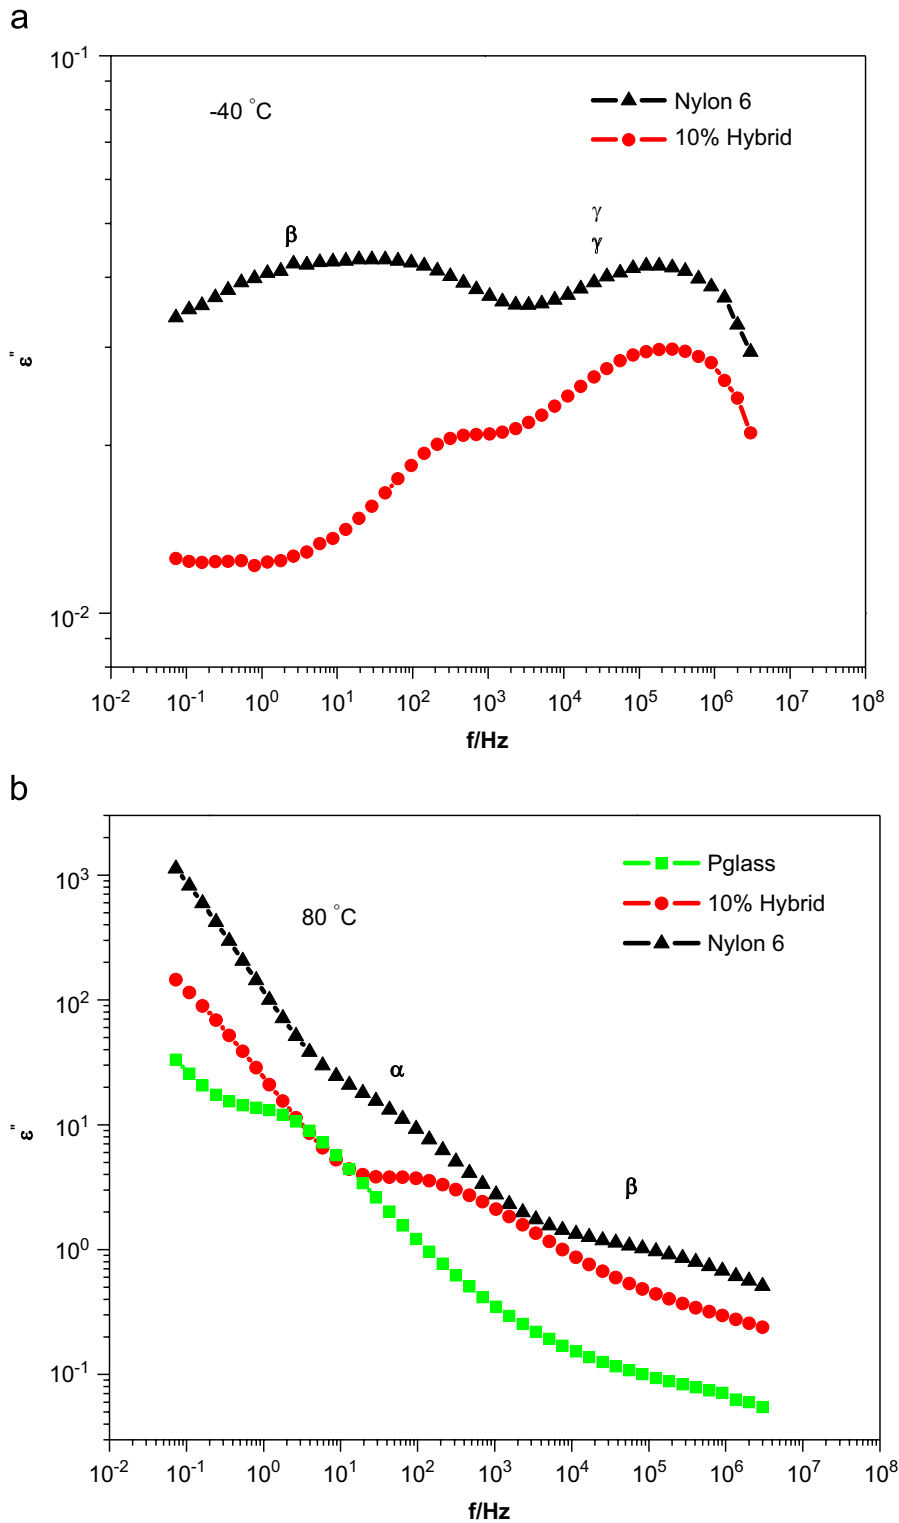 a
10⁻¹
-40 °C
Nylon 6
10% Hybrid
γ
β
γ
ε"
10⁻²
10⁻² 10⁻¹ 10⁰ 10¹ 10² 10³ 10⁴ 10⁵ 10⁶ 10⁷ 10⁸
f/Hz
b
Pglass
10³
10% Hybrid
80 °C
Nylon 6
10²
α
10¹
ε"
β
10⁰
10⁻¹
10⁻² 10⁻¹ 10⁰ 10¹ 10² 10³ 10⁴ 10⁵ 10⁶ 10⁷ 10⁸
f/Hz